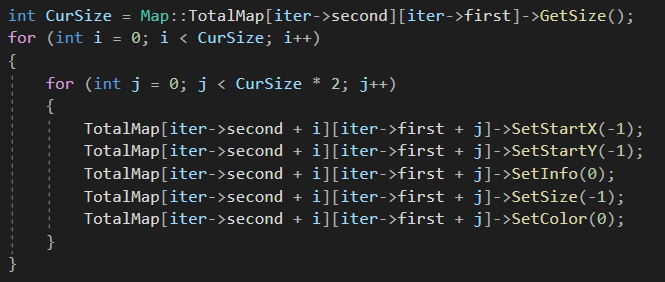 int CurSize = Map::TotalMap[iter->second][iter->first]->GetSize();
for (int i = 0; i < CurSize; i++)
{
for (int j = 0; j < CurSize * 2; j++)
{
TotalMap[iter->second + i][iter->first + j]->SetStartX(-1);
TotalMap[iter->second + i][iter->first + j]->SetStartY(-1);
TotalMap[iter->second + i][iter->first + j]->SetInfo(0);
TotalMap[iter->second + i][iter->first + j]->SetSize(-1);
TotalMap[iter->second + i][iter->first + j]->SetColor(0);
}
}